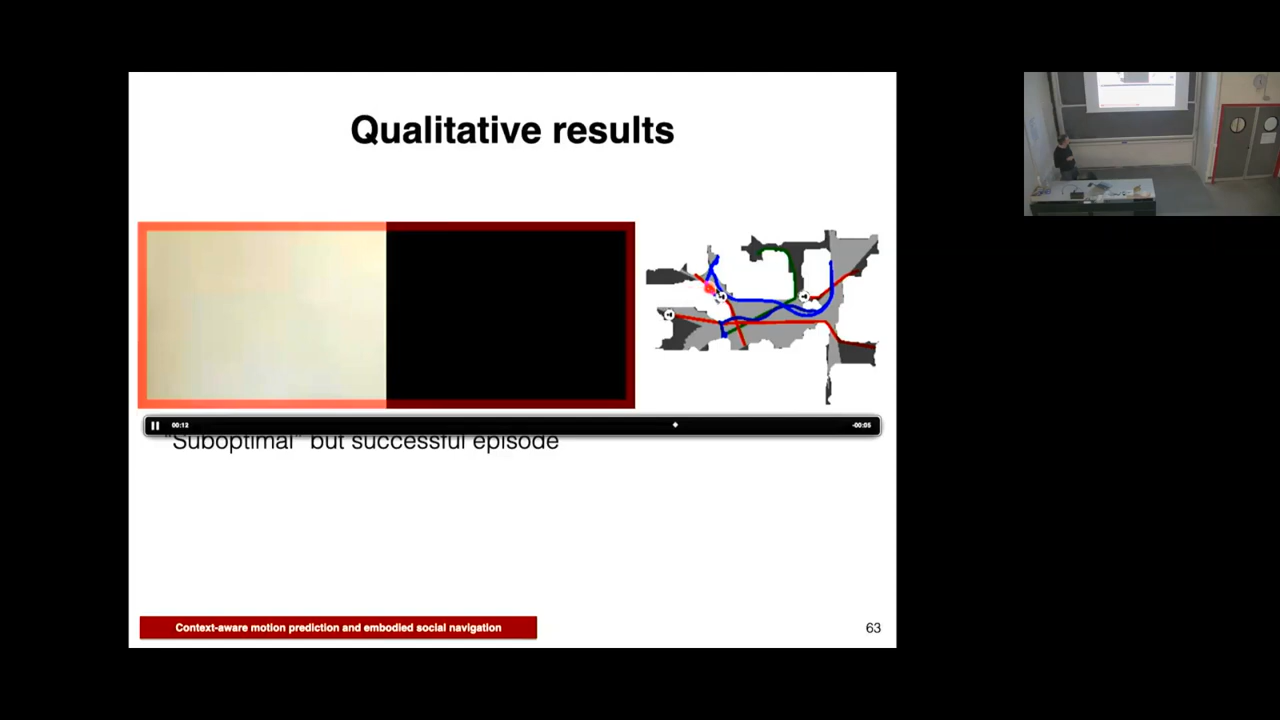 Qualitative results
00:12
-00:05
"Suboptimal" but successful episode
Context-aware motion prediction and embodied social navigation
63